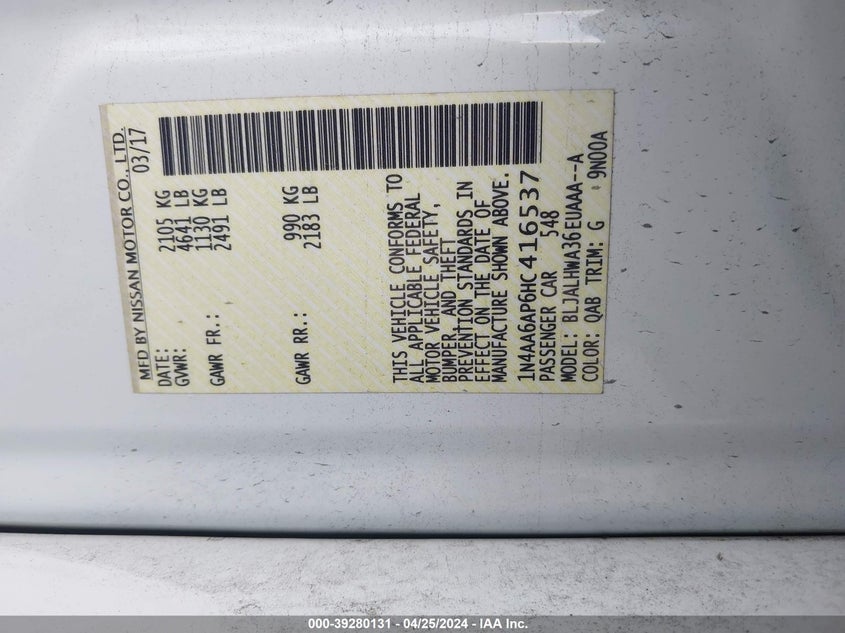 MFD BY NISSAN MOTOR CO., LTD.
DATE: 03/17
GVWR: 2105 KG
4641 LB
GAWR FR.: 1130 KG
2491 LB
GAWR RR.: 990 KG
2183 LB
THIS VEHICLE CONFORMS TO
ALL APPLICABLE FEDERAL
MOTOR VEHICLE SAFETY,
BUMPER, AND THEFT
PREVENTION STANDARDS IN
EFFECT ON THE DATE OF
MANUFACTURE SHOWN ABOVE.
1N4AA6AP6HC416537
PASSENGER CAR 548
MODEL: BLJALHWA36EUAAA--A
COLOR: QAB TRIM: G 9N00A
000-39280131 - 04/25/2024 - IAA Inc.